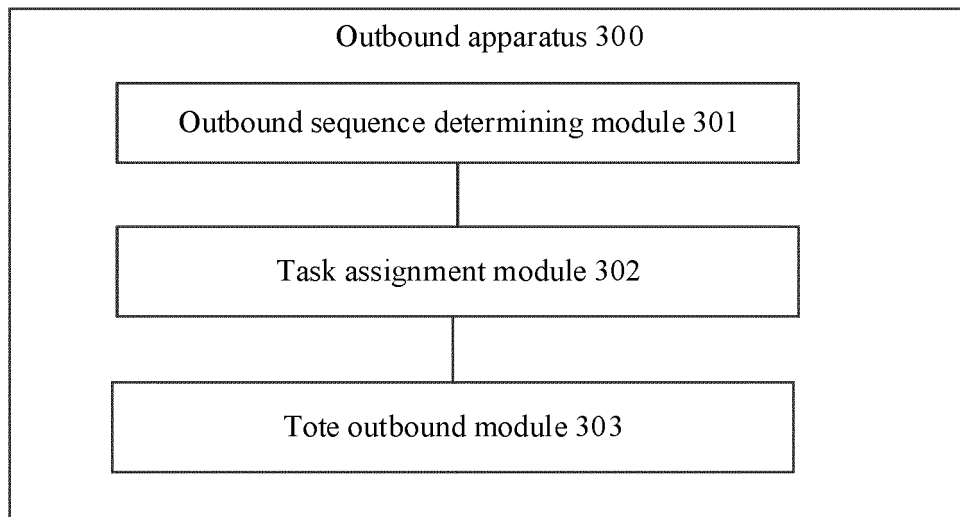 Outbound apparatus 300
Outbound sequence determining module 301
Task assignment module 302
Tote outbound module 303